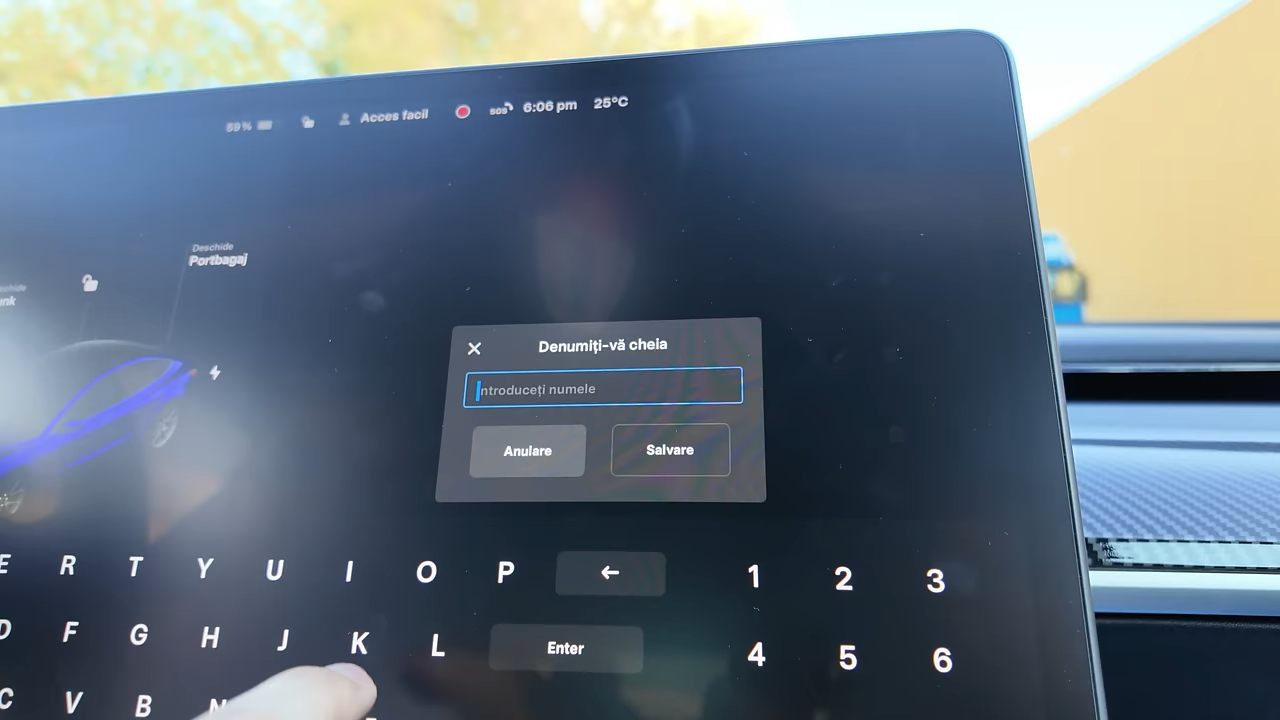 59% Acces facil SOS 6:06 pm 25°C
Deschide
Portbagaj
Denumiți-vă cheia
Introduceți numele
Anulare Salvare
E R T Y U I O P ← 1 2 3
D F G H J K L Enter 4 5 6
C V B N